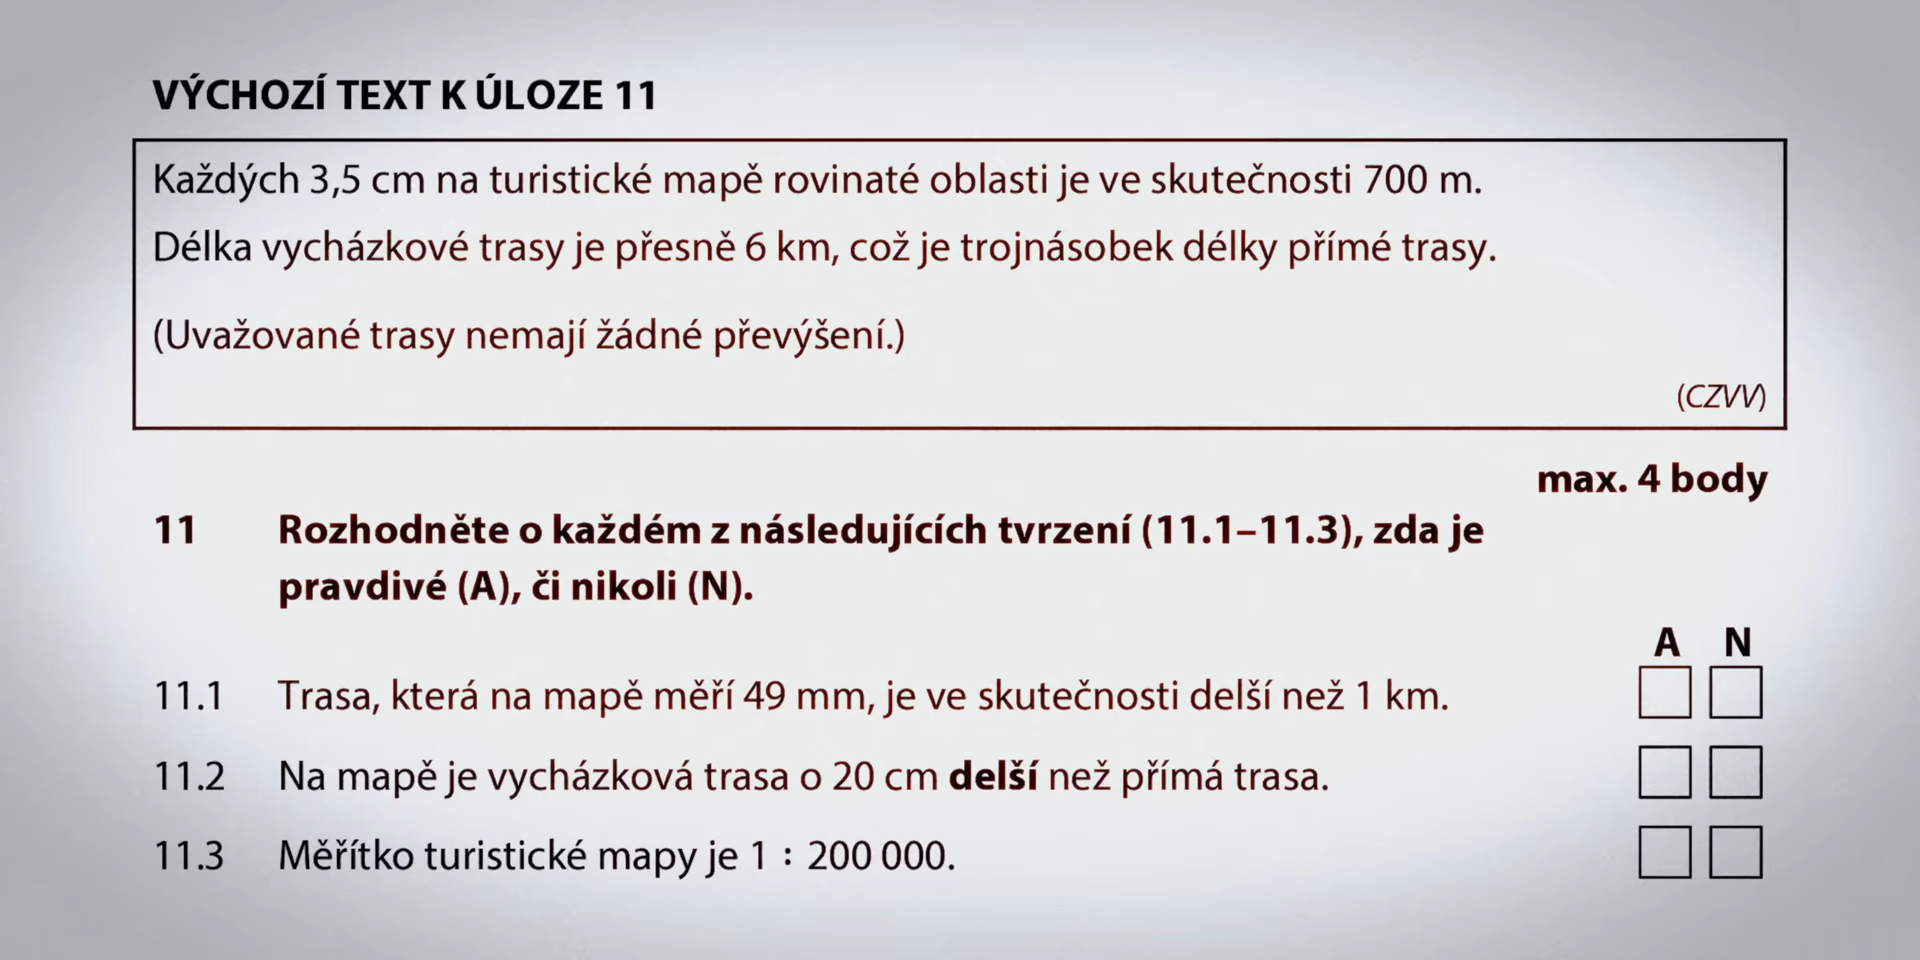 VÝCHOZÍ TEXT K ÚLOZE 11
Každých 3,5 cm na turistické mapě rovinaté oblasti je ve skutečnosti 700 m.
Délka vycházkové trasy je přesně 6 km, což je trojnásobek délky přímé trasy.
(Uvažované trasy nemají žádné převýšení.)
(CZVV)
max. 4 body
11 Rozhodněte o každém z následujících tvrzení (11.1–11.3), zda je
pravdivé (A), či nikoli (N).
A N
11.1 Trasa, která na mapě měří 49 mm, je ve skutečnosti delší než 1 km.
11.2 Na mapě je vycházková trasa o 20 cm delší než přímá trasa.
11.3 Měřítko turistické mapy je 1 : 200 000.